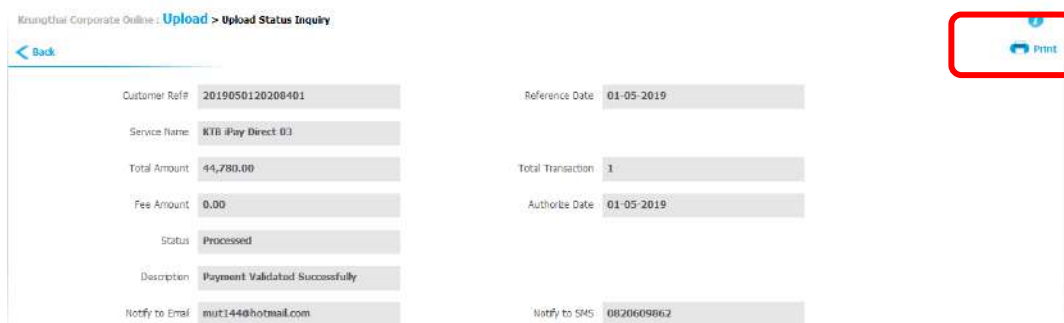 Krungthai Corporate Online : Upload > Upload Status Inquiry
Back
Print
Customer Ref# 2019050120208401 Reference Date 01-05-2019
Service Name KTB iPay Direct 03
Total Amount 44,780.00 Total Transaction 1
Fee Amount 0.00 Authorize Date 01-05-2019
Status Processed
Description Payment Validated Successfully
Notify to Email mut144@hotmail.com Notify to SMS 0820609862